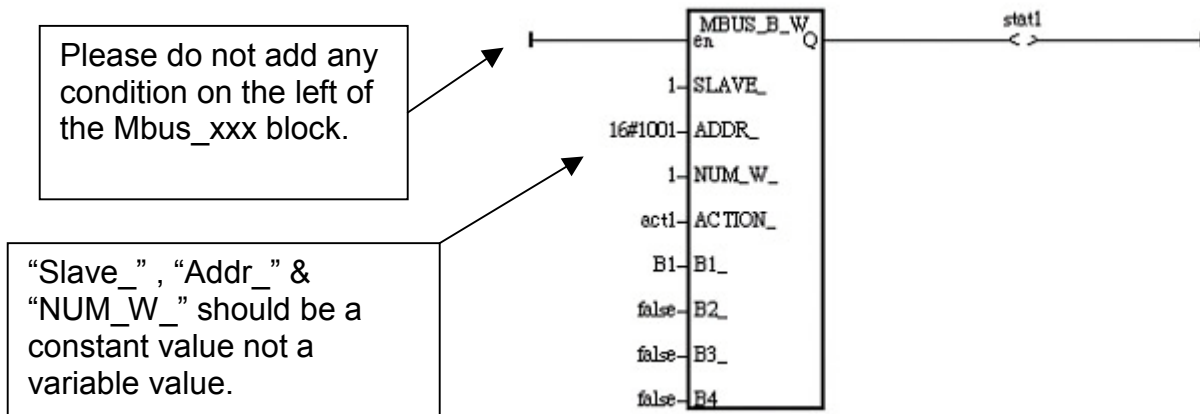 Please do not add any
condition on the left of
the Mbus_xxx block.
“Slave_” , “Addr_” &
“NUM_W_” should be a
constant value not a
variable value.
MBUS_B_W
en Q
stat1
1 SLAVE_
16#1001 ADDR_
1 NUM_W_
act1 ACTION_
B1 B1_
false B2_
false B3_
false B4